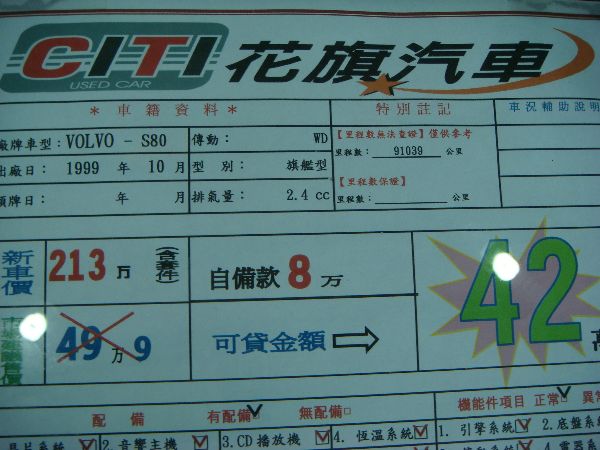 CITI 花旗汽車
USED CAR
* 車籍資料 * 特別註記 車況輔助說明
廠牌車型: VOLVO - S80 傳動: WD 【里程數無法查證】僅供參考
里程數: 91039 公里
出廠日: 1999 年 10 月 型別: 旗艦型
【里程數保證】
領牌日: 年 月 排氣量: 2.4 cc 里程數: 公里
新車價 213 万 (含套件) 自備款 8 万 42 萬
49 万 9 可貸金額
配備 有配備 無配備 機能件項目 正常 異常
2. 音響主機 3. CD 播放機 4. 恆溫系統 1. 引擎系統 2. 底盤系統